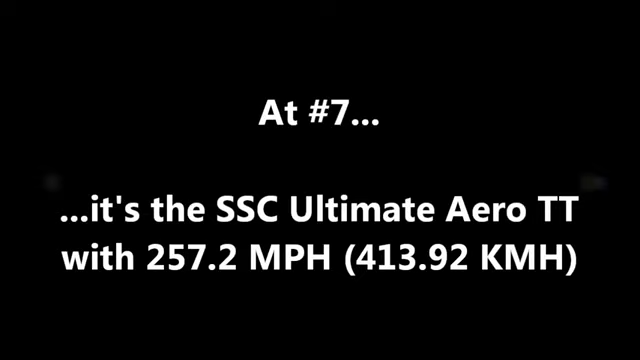 At #7...
...it's the SSC Ultimate Aero TT
with 257.2 MPH (413.92 KMH)